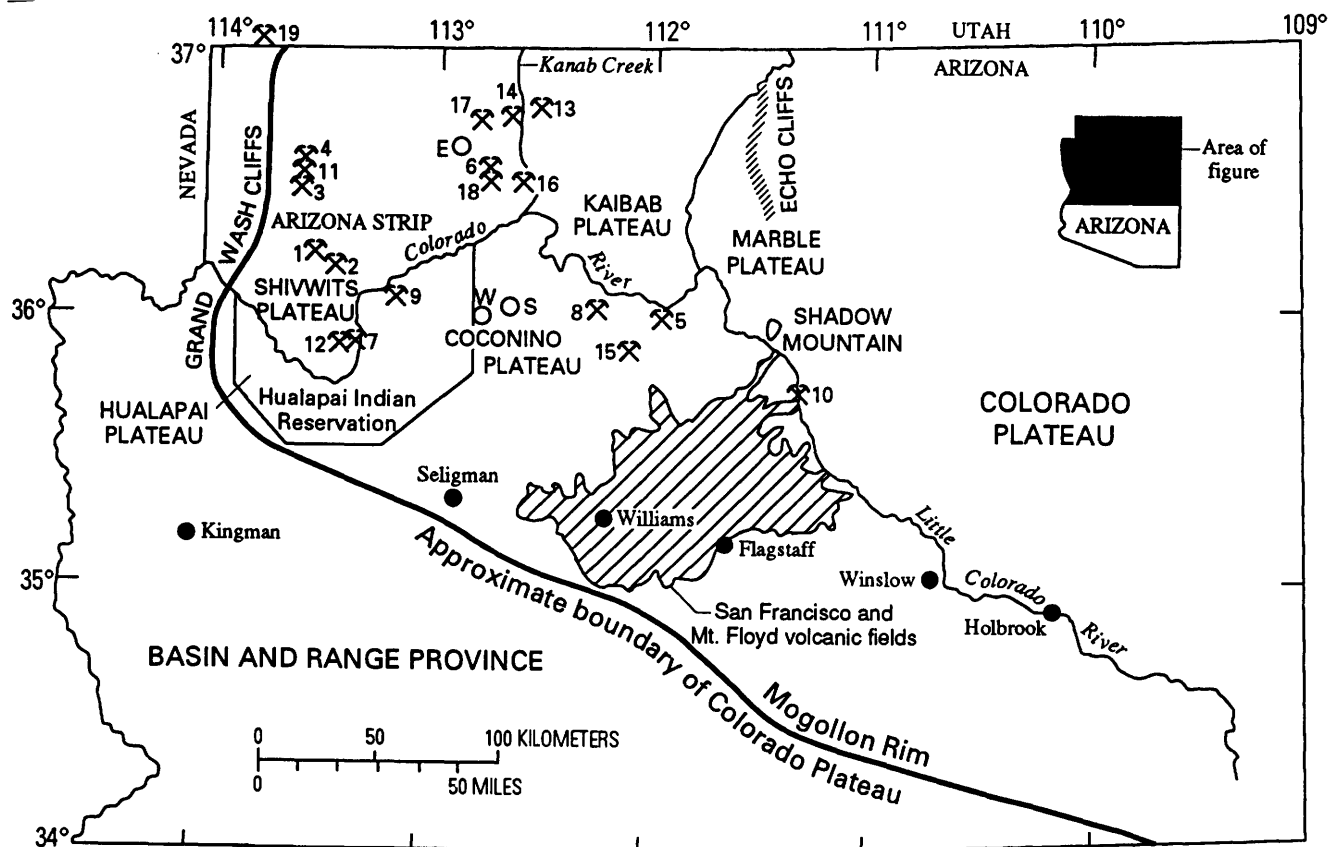 114°
19
113°
112°
111°
UTAH
110°
109°
37°
Kanab Creek
ARIZONA
14
17
13
NEVADA
WASH CLIFFS
ECHO CLIFFS
Area of
figure
4
E
11
6
3
18
16
KAIBAB
PLATEAU
ARIZONA STRIP
ARIZONA
Colorado
MARBLE
PLATEAU
1
2
River
SHIVWITS
PLATEAU
9
W
S
36°
8
5
SHADOW
MOUNTAIN
GRAND
12
7
COCONINO
PLATEAU
15
10
HUALAPAI
PLATEAU
Hualapai Indian
Reservation
COLORADO
PLATEAU
Seligman
Kingman
Williams
Little
Flagstaff
35°
Winslow
Colorado
Holbrook
River
San Francisco and
Mt. Floyd volcanic fields
Approximate boundary of Colorado Plateau
BASIN AND RANGE PROVINCE
Mogollon Rim
0 50 100 KILOMETERS
0 50 MILES
34°